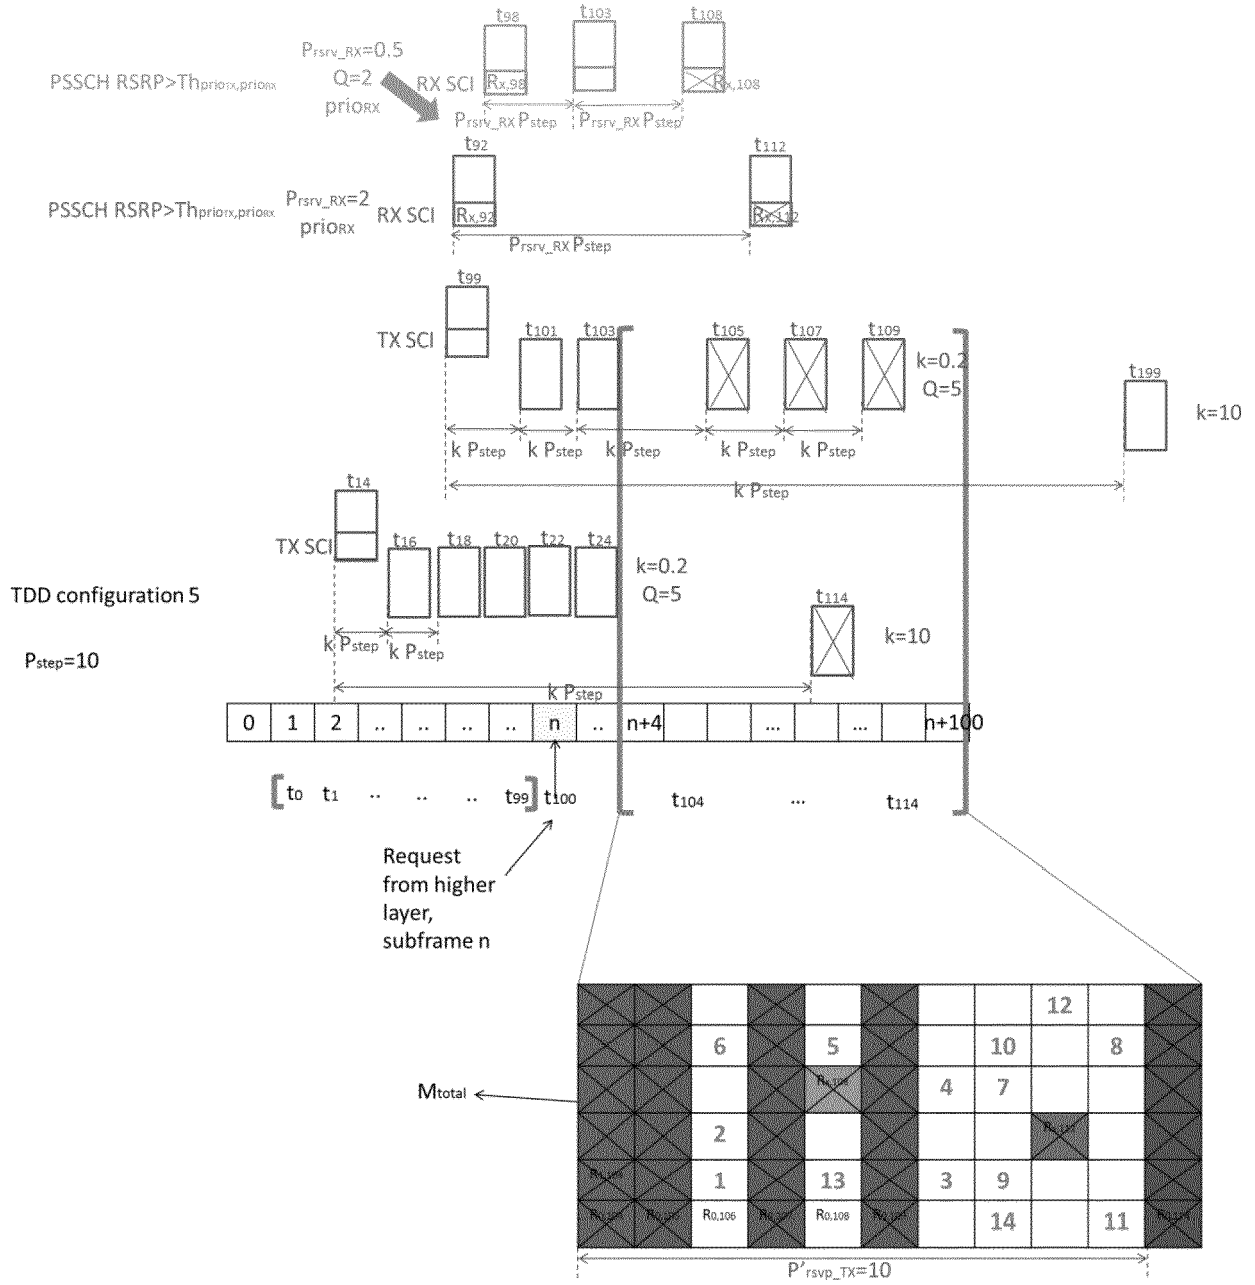 t98 t103 t108
Prsrv_RX=0.5
Q=2
prioRX
PSSCH RSRP>ThprioTX,prioRX
RX SCI
Rx,98 Rx,108
Prsrv_RX Pstep Prsrv_RX Pstep
t92 t112
PSSCH RSRP>ThprioTX,prioRX
Prsrv_RX=2
prioRX
RX SCI
Rx,92 Rx,112
Prsrv_RX Pstep
t99
TX SCI
t101 t103 t105 t107 t109
k=0.2
Q=5
t199
k=10
k Pstep k Pstep k Pstep k Pstep k Pstep
k Pstep
t14
TX SCI
t16 t18 t20 t22 t24
k=0.2
Q=5
TDD configuration 5
t114
k=10
k Pstep k Pstep
Pstep=10
k Pstep
0 1 2 .. .. .. .. n .. n+4 ... ... n+100
[t0 t1 .. .. .. t99] t100 t104 ... t114
Request
from higher
layer,
subframe n
12
6 5 10 8
4 7
Mtotal
2
1 13 3 9
R0,106 R0,108 14 11
P'rsvp_TX=10